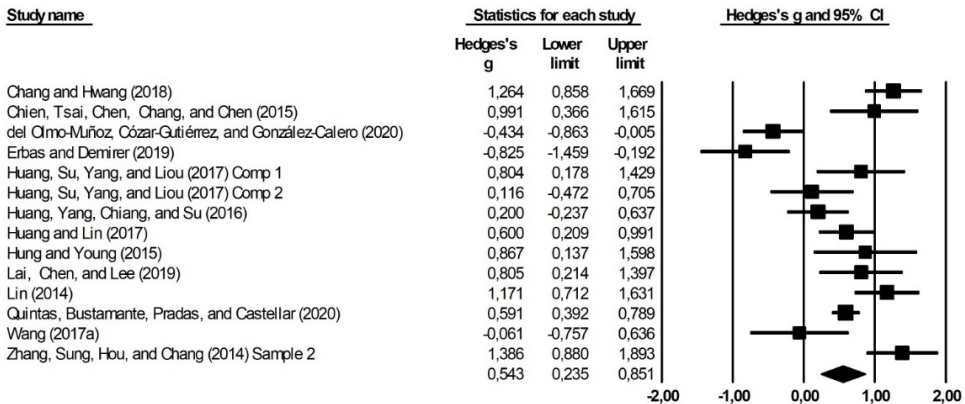 Study name Statistics for each study Hedges's g and 95% CI
Hedges's g Lower limit Upper limit
Chang and Hwang (2018) 1,264 0,858 1,669
Chien, Tsai, Chen, Chang, and Chen (2015) 0,991 0,366 1,615
del Olmo-Muñoz, Cózar-Gutiérrez, and González-Calero (2020) -0,434 -0,863 -0,005
Erbas and Demirer (2019) -0,825 -1,459 -0,192
Huang, Su, Yang, and Liou (2017) Comp 1 0,804 0,178 1,429
Huang, Su, Yang, and Liou (2017) Comp 2 0,116 -0,472 0,705
Huang, Yang, Chiang, and Su (2016) 0,200 -0,237 0,637
Huang and Lin (2017) 0,600 0,209 0,991
Hung and Young (2015) 0,867 0,137 1,598
Lai, Chen, and Lee (2019) 0,805 0,214 1,397
Lin (2014) 1,171 0,712 1,631
Quintas, Bustamante, Pradas, and Castellar (2020) 0,591 0,392 0,789
Wang (2017a) -0,061 -0,757 0,636
Zhang, Sung, Hou, and Chang (2014) Sample 2 1,386 0,880 1,893
0,543 0,235 0,851
-2,00 -1,00 0,00 1,00 2,00